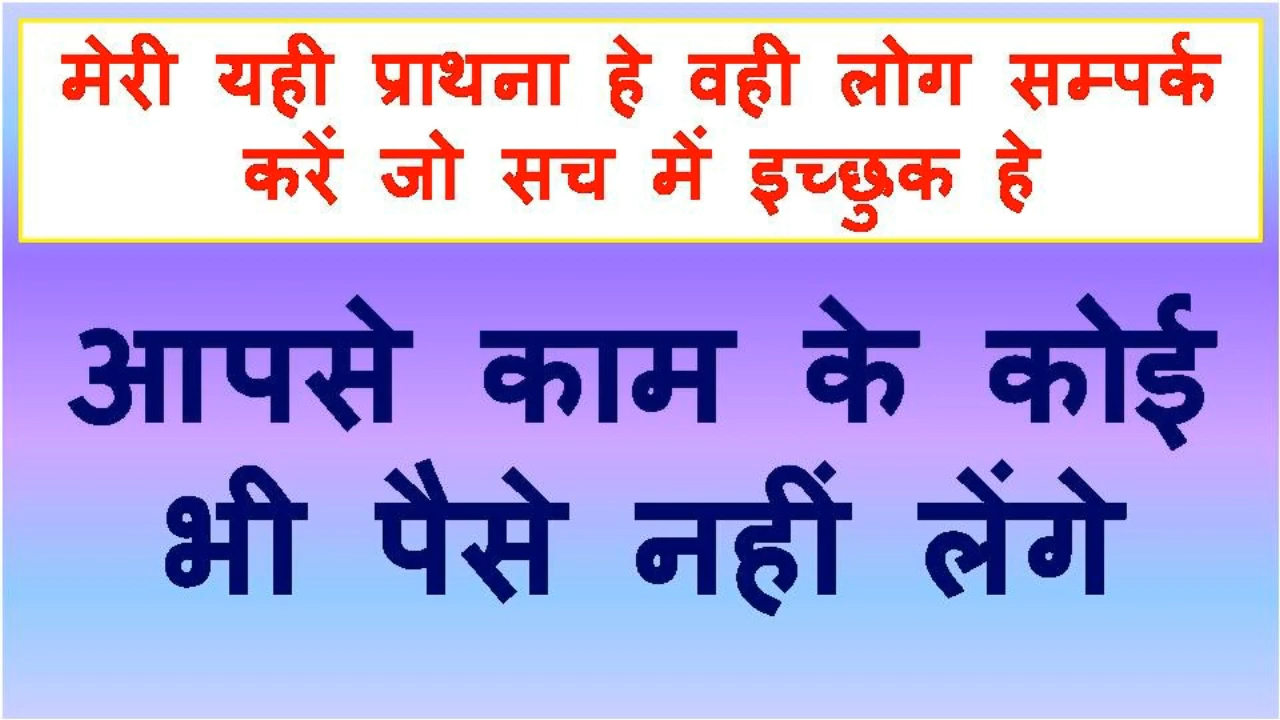 मेरी यही प्राथना हे वही लोग सम्पर्क
करें जो सच में इच्छुक हे
आपसे काम के कोई
भी पैसे नहीं लेंगे